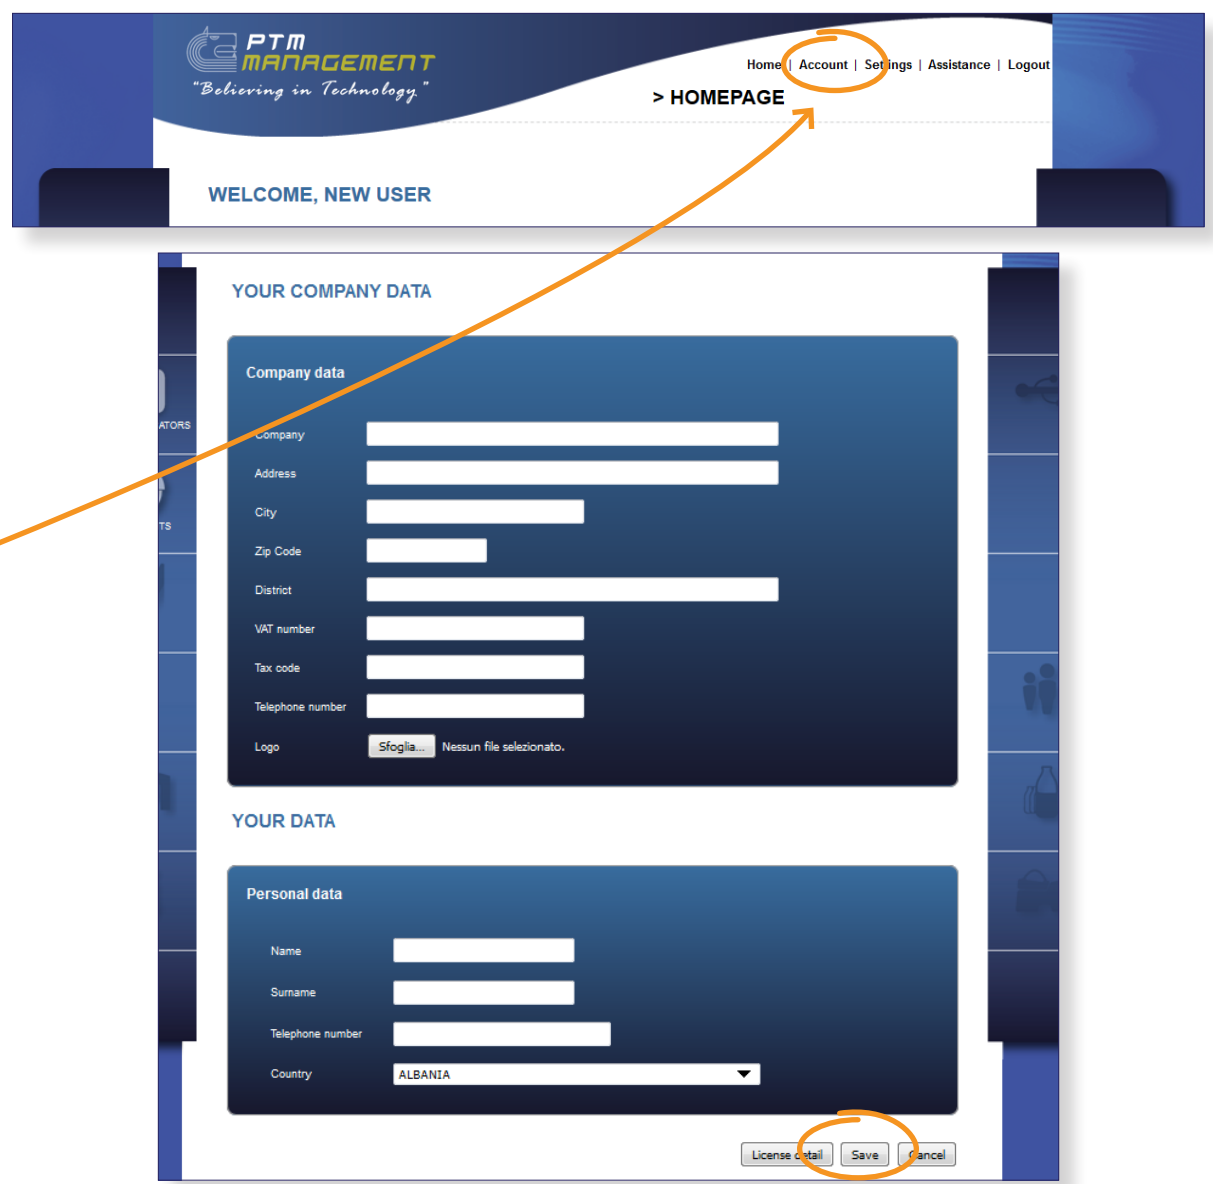 PTM
MANAGEMENT
"Believing in Technology"
Home | Account | Settings | Assistance | Logout
> HOMEPAGE
WELCOME, NEW USER
YOUR COMPANY DATA
Company data
ATORS
Company
Address
City
TS
Zip Code
District
VAT number
Tax code
Telephone number
Logo Sfoglia... Nessun file selezionato.
YOUR DATA
Personal data
Name
Surname
Telephone number
Country ALBANIA
License detail Save Cancel